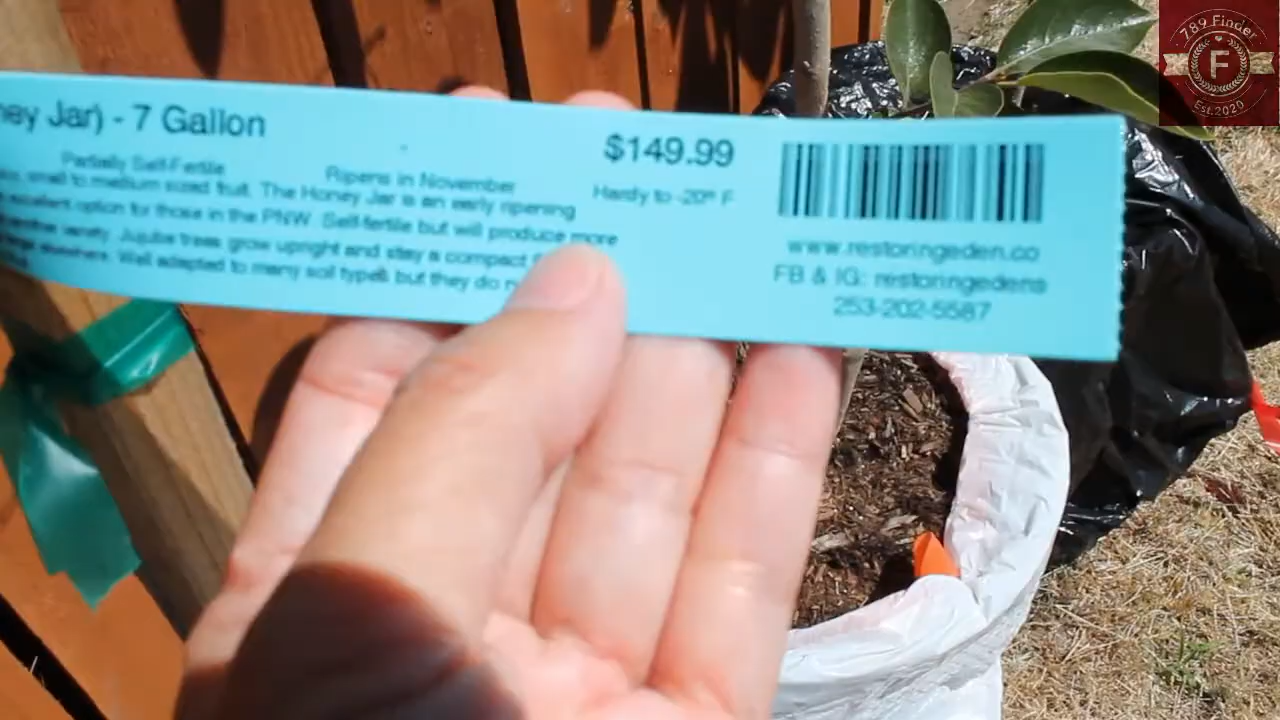 ney Jar) - 7 Gallon
Partially Self-Fertile
Ripens in November
small to medium sized fruit. The Honey Jar is an early ripening
excellent option for those in the PNW. Self-fertile but will produce more
variety. Jujube trees grow upright and stay a compact
elsewhere. Well adapted to many soil types but they do
$149.99
Hardy to -20° F
www.restoringeden.co
FB & IG: restoringedens
253-202-5587
789 Finder
F
Est.2020